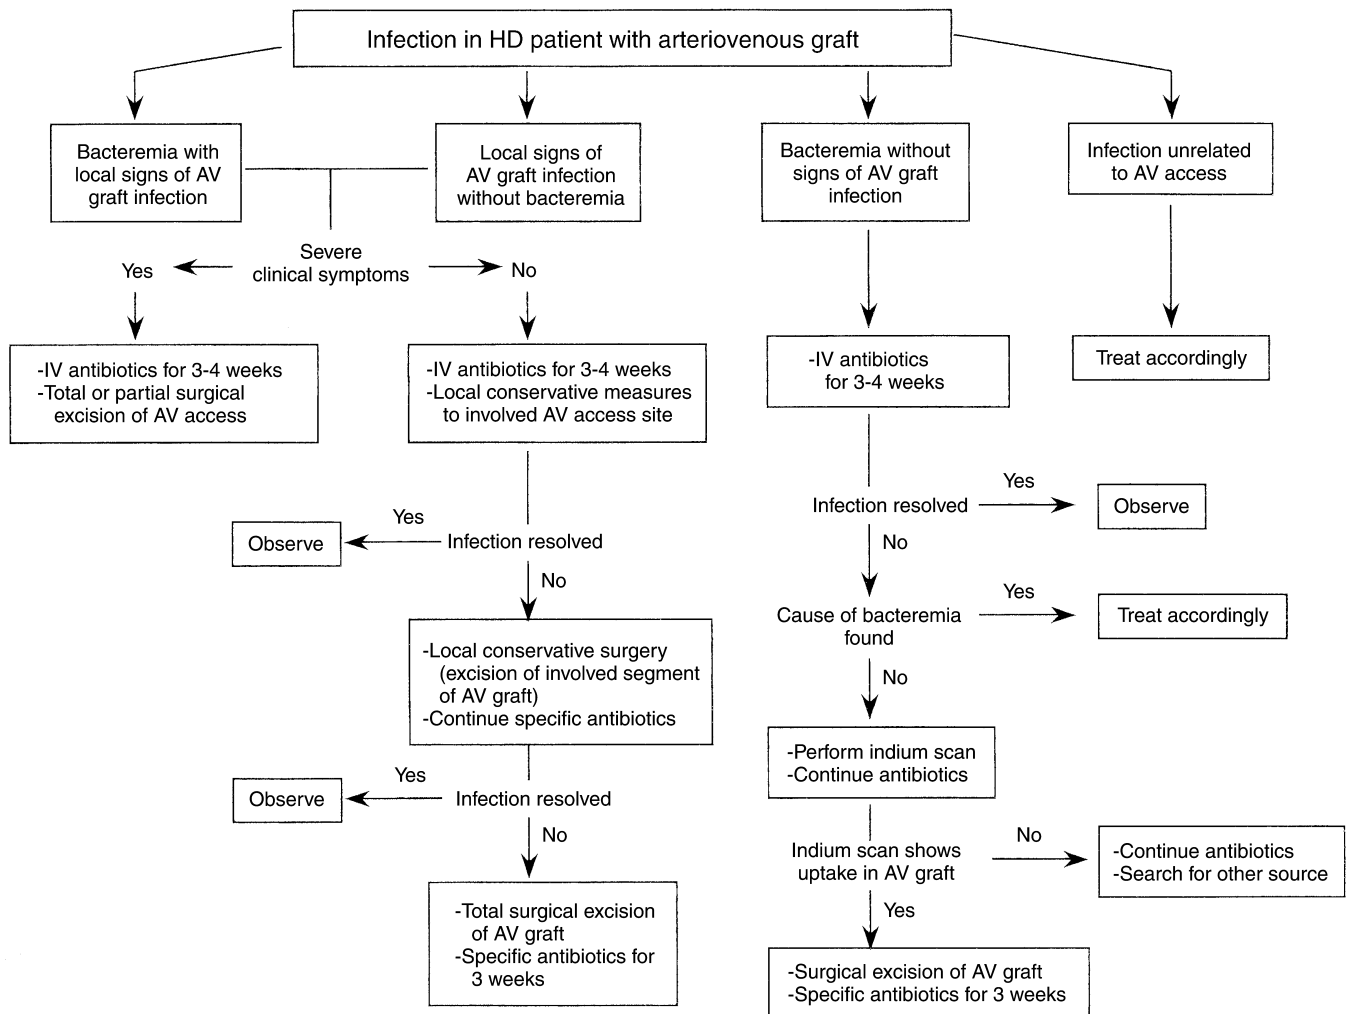 Infection in HD patient with arteriovenous graft
Bacteremia with
local signs of AV
graft infection
Local signs of
AV graft infection
without bacteremia
Bacteremia without
signs of AV graft
infection
Infection unrelated
to AV access
Severe
clinical symptoms
Yes
No
-IV antibiotics for 3-4 weeks
-Total or partial surgical
excision of AV access
-IV antibiotics for 3-4 weeks
-Local conservative measures
to involved AV access site
-IV antibiotics
for 3-4 weeks
Treat accordingly
Infection resolved
Yes
Observe
No
-Local conservative surgery
(excision of involved segment
of AV graft)
-Continue specific antibiotics
Infection resolved
Yes
Observe
No
-Total surgical excision
of AV graft
-Specific antibiotics for
3 weeks
Infection resolved
Yes
Observe
No
Cause of bacteremia
found
Yes
Treat accordingly
No
-Perform indium scan
-Continue antibiotics
Indium scan shows
uptake in AV graft
No
-Continue antibiotics
-Search for other source
Yes
-Surgical excision of AV graft
-Specific antibiotics for 3 weeks